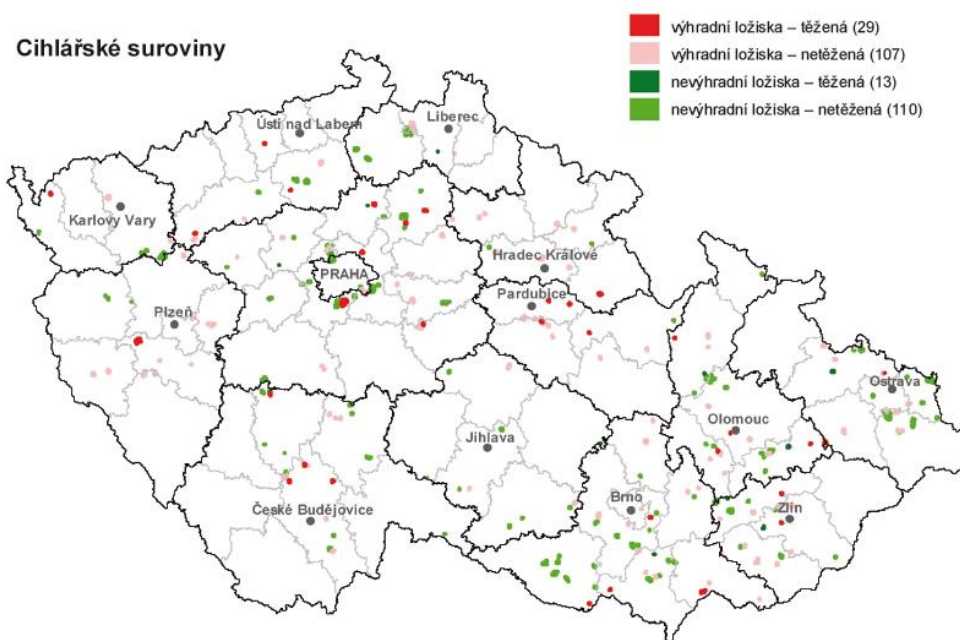 Cihlářské suroviny
výhradní ložiska – těžená (29)
výhradní ložiska – netěžená (107)
nevýhradní ložiska – těžená (13)
nevýhradní ložiska – netěžená (110)
Liberec
Ústí nad Labem
Karlovy Vary
Hradec Králové
PRAHA
Pardubice
Plzeň
Ostrava
Olomouc
Jihlava
Brno
Zlín
České Budějovice